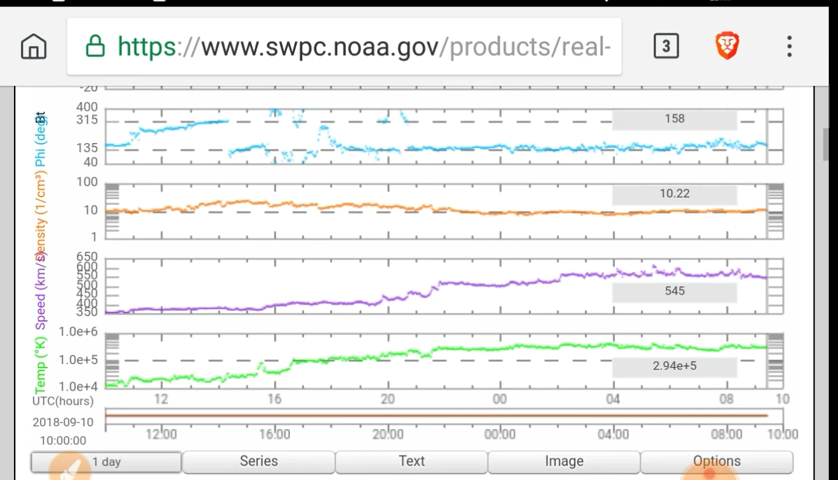 3
https://www.swpc.noaa.gov/products/real-
-20
Bt
400
315
135
40
Phi (deg)
158
100
10
1
Density (1/cm³)
10.22
650
600
550
500
450
400
350
Speed (km/s)
545
1.0e+6
1.0e+5
1.0e+4
Temp (°K)
2.94e+5
UTC(hours)
12 16 20 00 04 08 10
2018-09-10
10:00:00
12:00 16:00 20:00 00:00 04:00 08:00 10:00
1 day Series Text Image Options